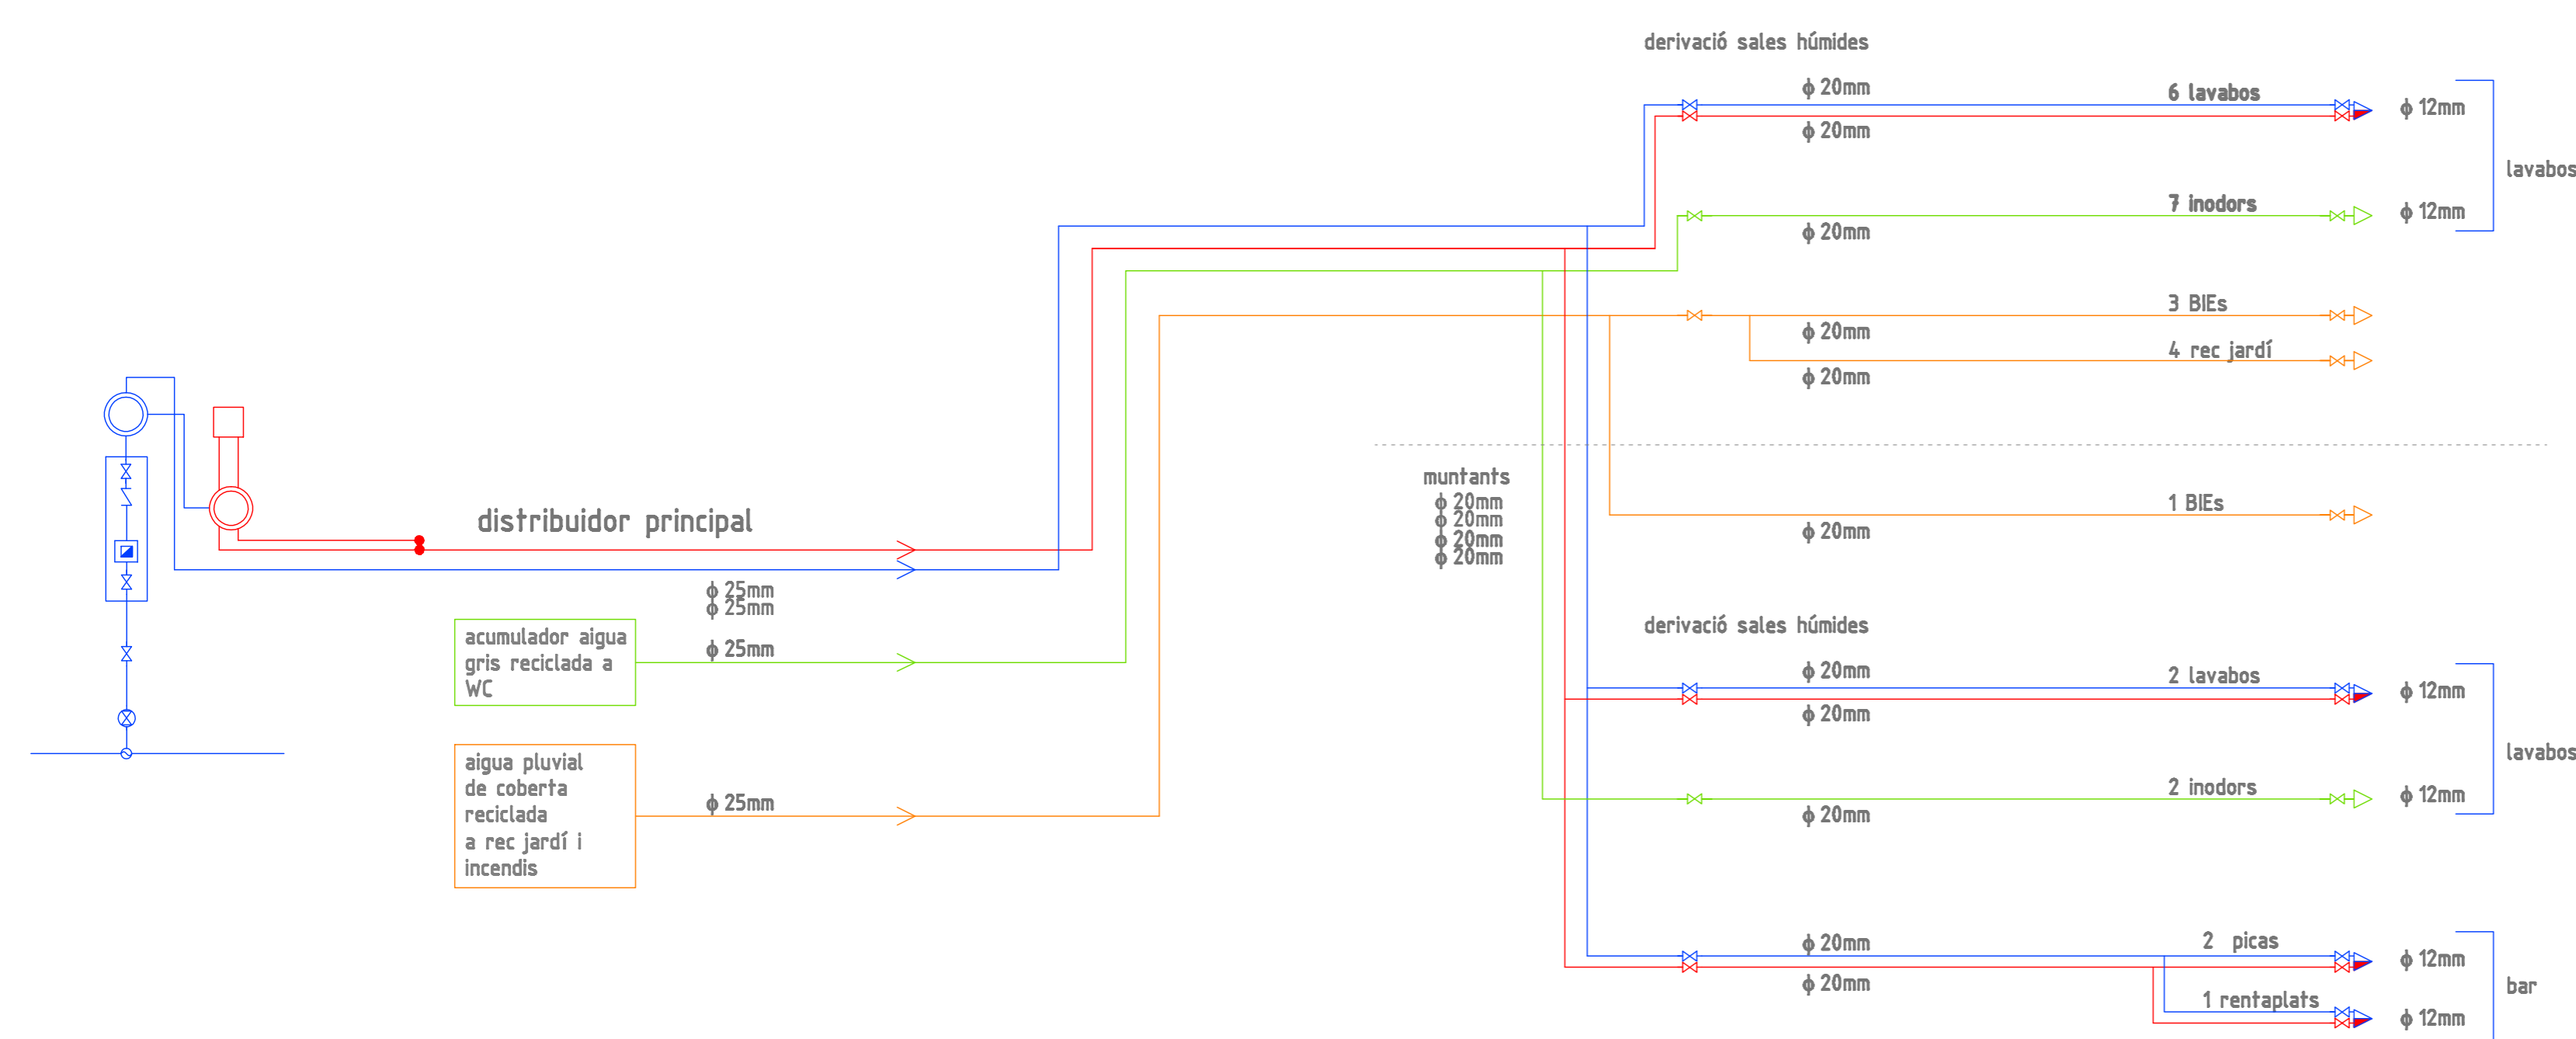 derivació sales húmides
ϕ 20mm
6 lavabos
ϕ 12mm
ϕ 20mm
lavabos
7 inodors
ϕ 12mm
ϕ 20mm
3 BIEs
ϕ 20mm
4 rec jardí
ϕ 20mm
muntants
ϕ 20mm
ϕ 20mm
ϕ 20mm
ϕ 20mm
1 BIEs
ϕ 20mm
distribuidor principal
ϕ 25mm
ϕ 25mm
acumulador aigua
gris reciclada a
WC
ϕ 25mm
aigua pluvial
de coberta
reciclada
a rec jardí i
incendis
ϕ 25mm
derivació sales húmides
ϕ 20mm
2 lavabos
ϕ 12mm
ϕ 20mm
lavabos
2 inodors
ϕ 12mm
ϕ 20mm
ϕ 20mm
2 picas
ϕ 12mm
ϕ 20mm
bar
1 rentaplats
ϕ 12mm